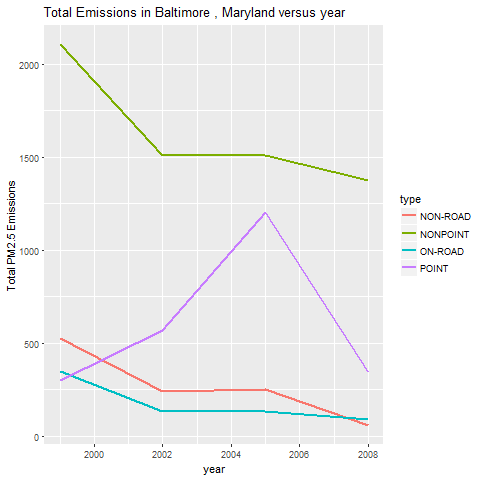 Total Emissions in Baltimore , Maryland versus year
2000
1500
1000
500
0
Total PM2.5 Emissions
2000
2002
2004
2006
2008
year
type
NON-ROAD
NONPOINT
ON-ROAD
POINT